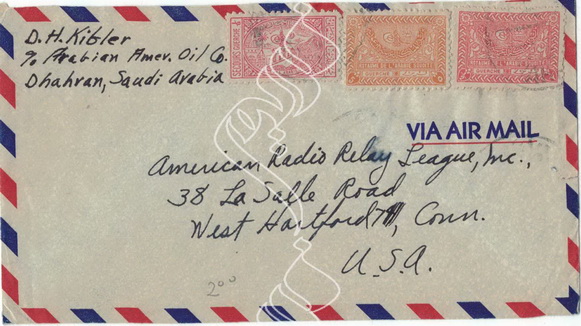 D. H. Kibler
c/o Arabian Amer. Oil Co.
Dhahran, Saudi Arabia
VIA AIR MAIL
American Radio Relay League, Inc.,
38 La Salle Road
West Hartford 7, Conn.
U.S.A.
200